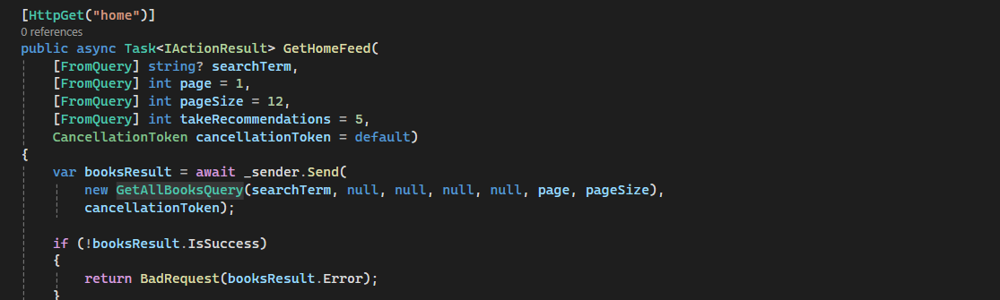 [HttpGet("home")]
0 references
public async Task<IActionResult> GetHomeFeed(
[FromQuery] string? searchTerm,
[FromQuery] int page = 1,
[FromQuery] int pageSize = 12,
[FromQuery] int takeRecommendations = 5,
CancellationToken cancellationToken = default)
{
var booksResult = await _sender.Send(
new GetAllBooksQuery(searchTerm, null, null, null, null, page, pageSize),
cancellationToken);
if (!booksResult.IsSuccess)
{
return BadRequest(booksResult.Error);
}